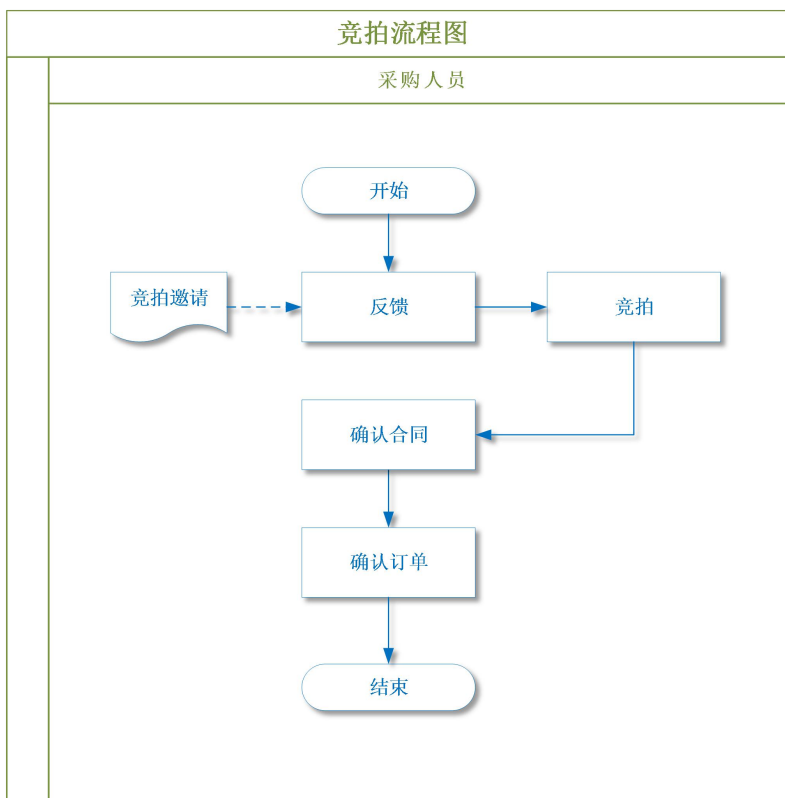 竞拍流程图
采购人员
开始
竞拍邀请
反馈
竞拍
确认合同
确认订单
结束